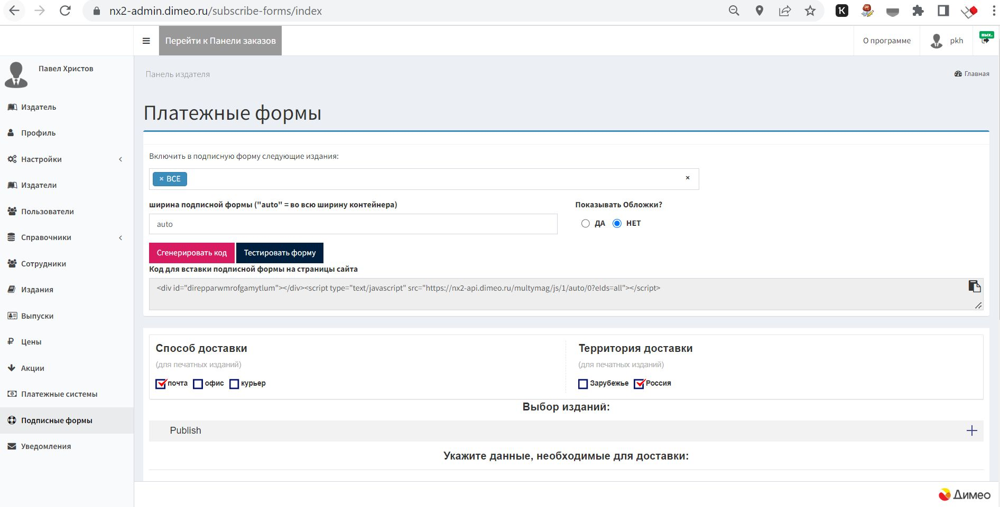 nx2-admin.dimeo.ru/subscribe-forms/index
Перейти к Панели заказов
О программе
pkh
вых.
Павел Христов
Панель издателя
Главная
Издатель
Профиль
Настройки
Издатели
Пользователи
Справочники
Сотрудники
Издания
Выпуски
Цены
Акции
Платежные системы
Подписные формы
Уведомления
Платежные формы
Включить в подписную форму следующие издания:
× ВСЕ
×
ширина подписной формы ("auto" = во всю ширину контейнера)
Показывать Обложки?
auto
ДА НЕТ
Сгенерировать код
Тестировать форму
Код для вставки подписной формы на страницы сайта
<div id="direpparwmrofgamytlum"></div><script type="text/javascript" src="https://nx2-api.dimeo.ru/multymag/js/1/auto/0?eIds=all"></script>
Способ доставки
(для печатных изданий)
почта офис курьер
Территория доставки
(для печатных изданий)
Зарубежье Россия
Выбор изданий:
Publish
Укажите данные, необходимые для доставки:
Димео